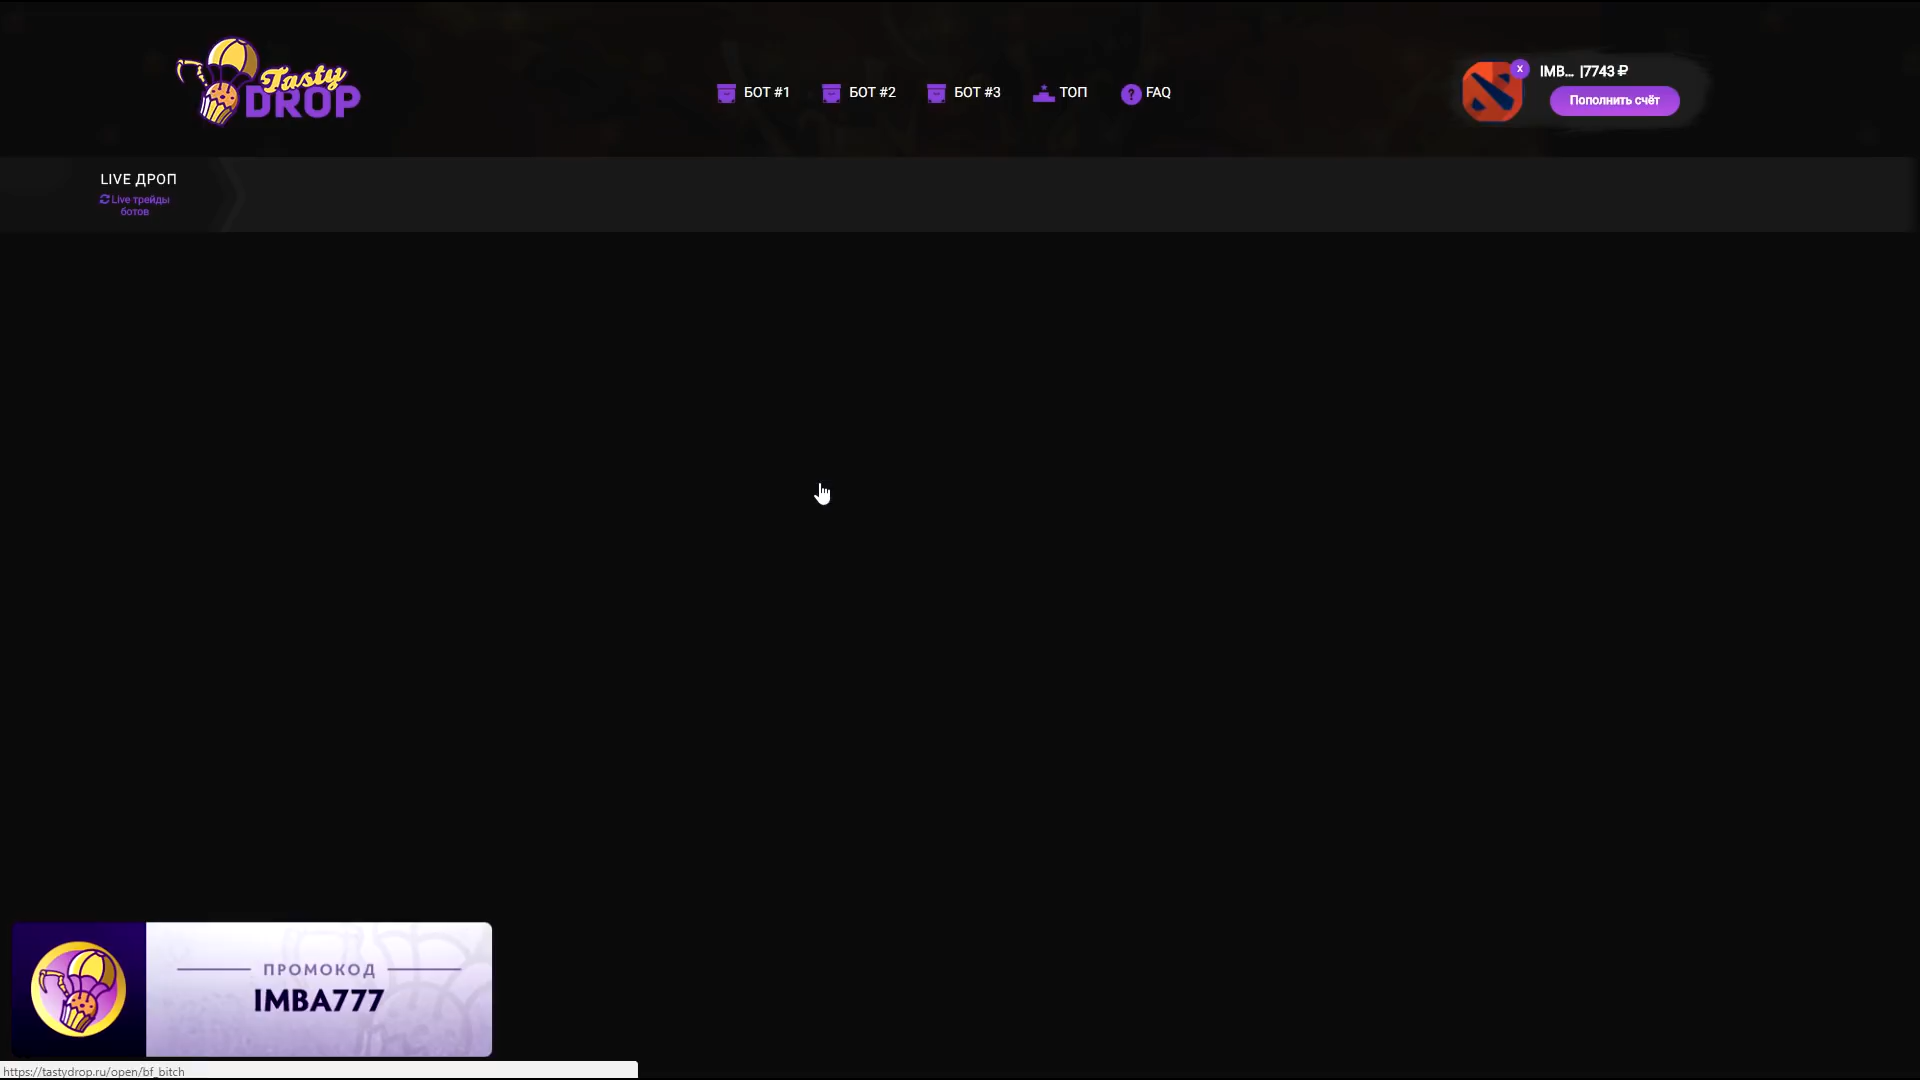 Tasty
DROP
БОТ #1
БОТ #2
БОТ #3
ТОП
? FAQ
x
IMB... |7743 ₽
Пополнить счёт
LIVE ДРОП
Live трейды
ботов
ПРОМОКОД
IMBA777
https://tastydrop.ru/open/bf_bitch